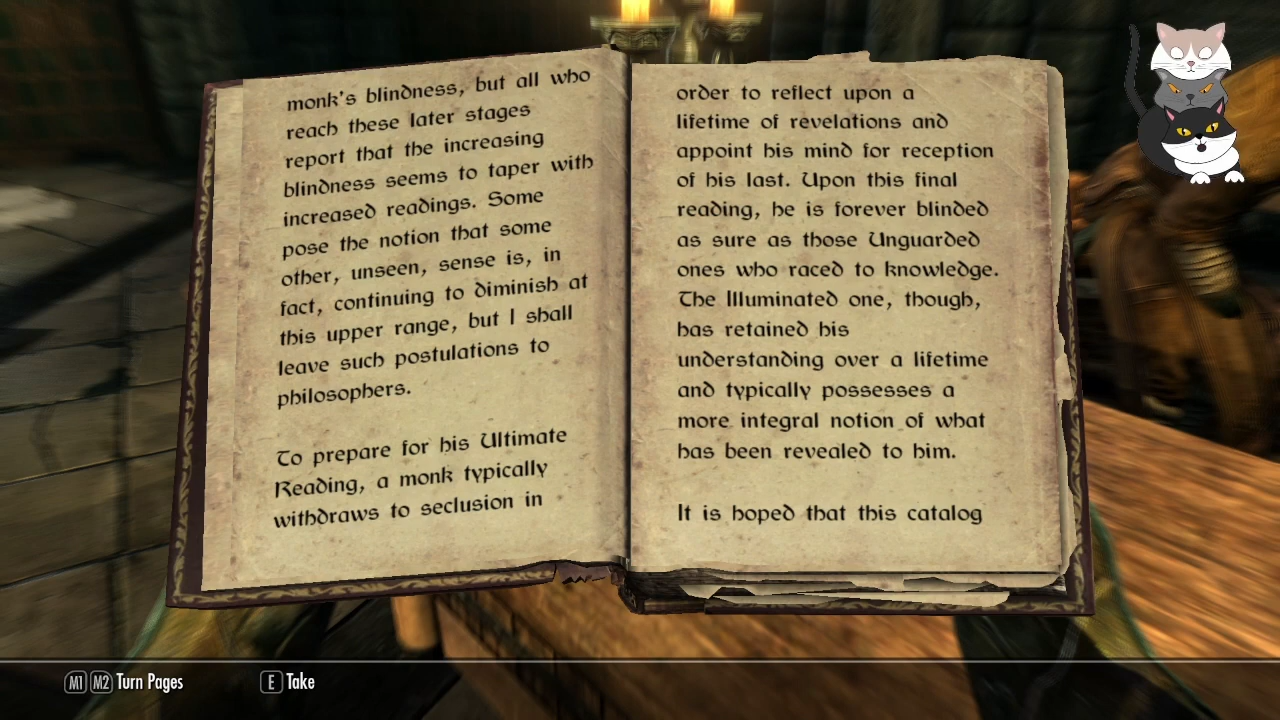 monk's blindness, but all who
reach these later stages
report that the increasing
blindness seems to taper with
increased readings. Some
pose the notion that some
other, unseen, sense is, in
fact, continuing to diminish at
this upper range, but I shall
leave such postulations to
philosophers.
To prepare for his Ultimate
Reading, a monk typically
withdraws to seclusion in
order to reflect upon a
lifetime of revelations and
appoint his mind for reception
of his last. Upon this final
reading, he is forever blinded
as sure as those Unguarded
ones who raced to knowledge.
The Illuminated one, though,
has retained his
understanding over a lifetime
and typically possesses a
more integral notion of what
has been revealed to him.
It is hoped that this catalog
M1 M2 Turn Pages
E Take